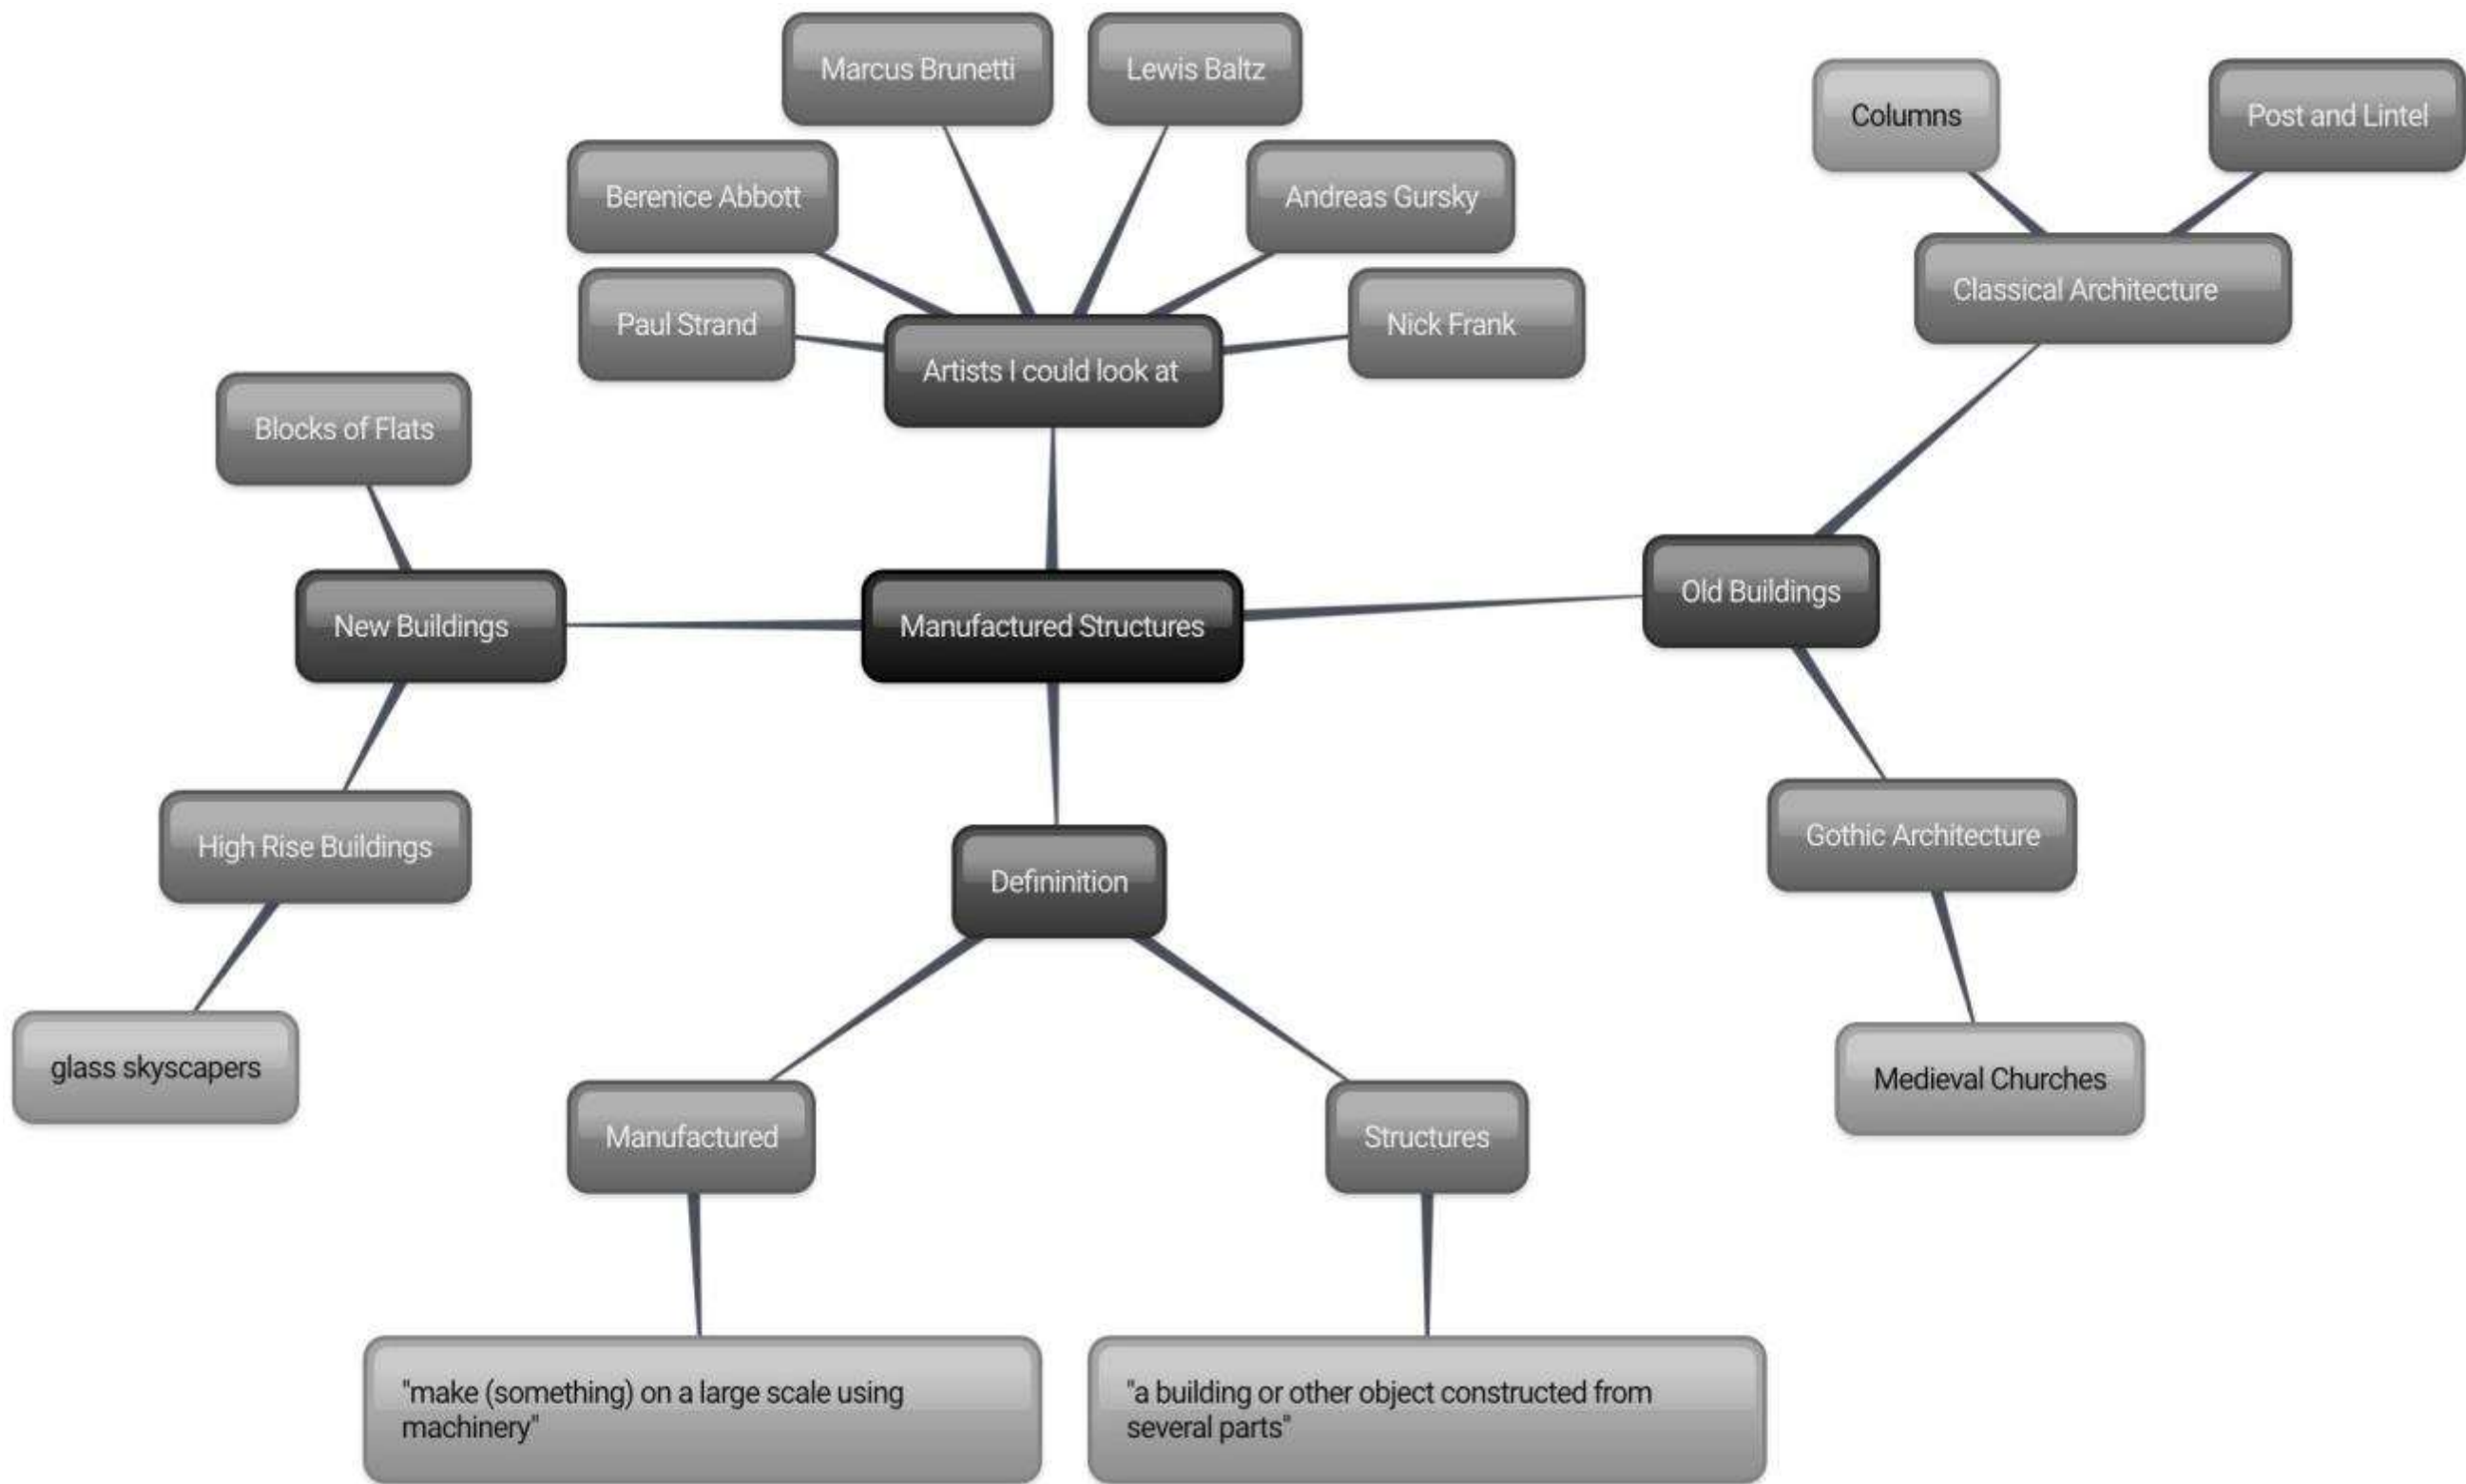 Marcus Brunetti
Lewis Baltz
Columns
Post and Lintel
Berenice Abbott
Andreas Gursky
Classical Architecture
Paul Strand
Nick Frank
Artists I could look at
Blocks of Flats
Old Buildings
New Buildings
Manufactured Structures
High Rise Buildings
Gothic Architecture
Defininition
glass skyscapers
Medieval Churches
Manufactured
Structures
"make (something) on a large scale using
machinery"
"a building or other object constructed from
several parts"